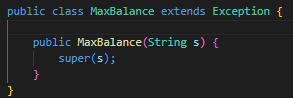 public class MaxBalance extends Exception {
    public MaxBalance(String s) {
        super(s);
    }
}